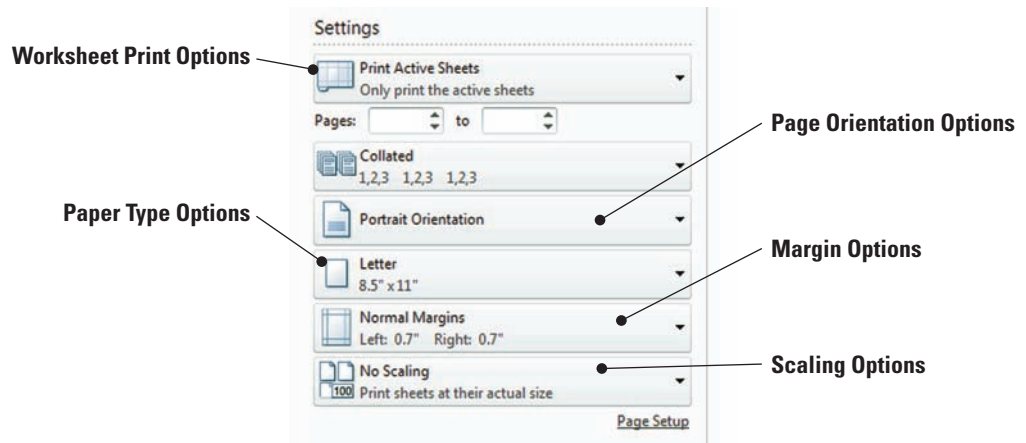 Settings
Worksheet Print Options
Print Active Sheets
Only print the active sheets
Pages: to
Page Orientation Options
Collated
1,2,3 1,2,3 1,2,3
Paper Type Options
Portrait Orientation
Letter
8.5" x 11"
Margin Options
Normal Margins
Left: 0.7" Right: 0.7"
Scaling Options
No Scaling
100 Print sheets at their actual size
Page Setup